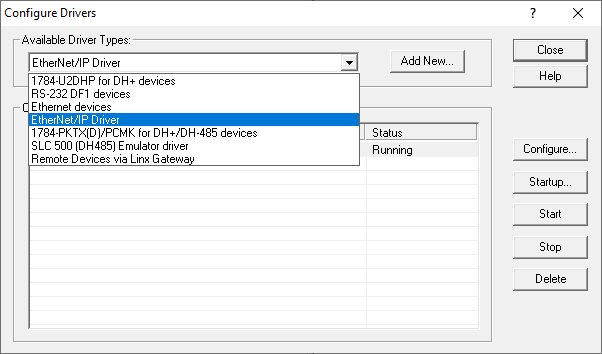 Configure Drivers
Available Driver Types:
EtherNet/IP Driver
Add New...
Close
Help
1784-U2DHP for DH+ devices
RS-232 DF1 devices
Ethernet devices
EtherNet/IP Driver
1784-PKTX(D)/PCMK for DH+/DH-485 devices
SLC 500 (DH485) Emulator driver
Remote Devices via Linx Gateway
Status
Running
Configure...
Startup...
Start
Stop
Delete